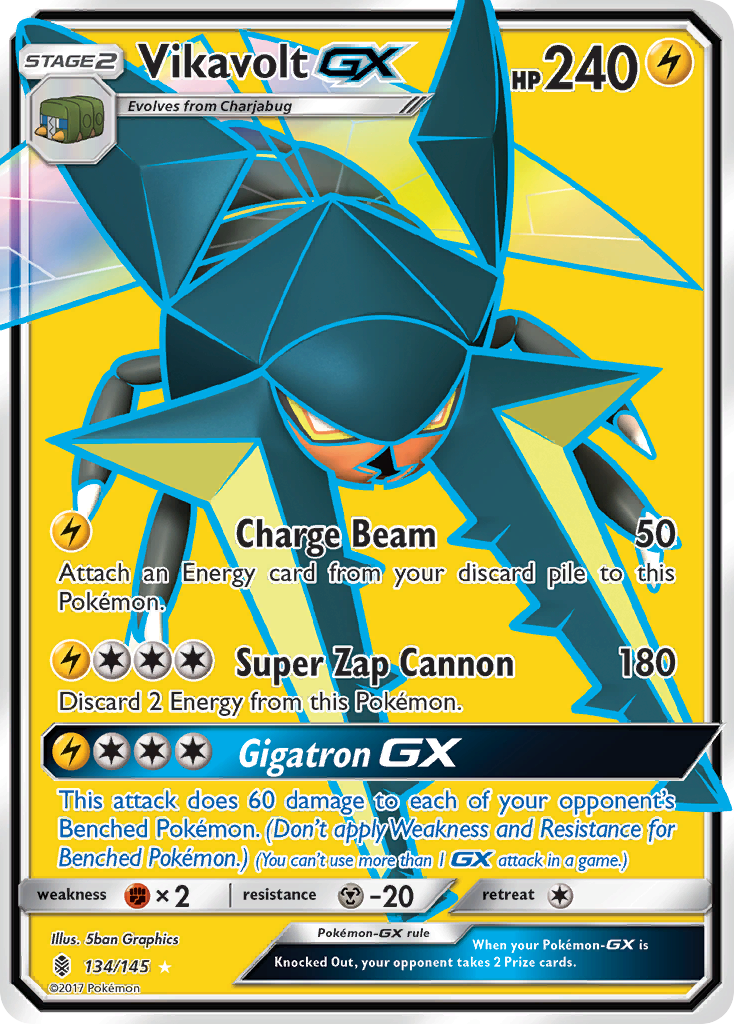 STAGE2 Vikavolt GX HP 240
Evolves from Charjabug
Charge Beam 50
Attach an Energy card from your discard pile to this
Pokémon.
Super Zap Cannon 180
Discard 2 Energy from this Pokémon.
Gigatron GX
This attack does 60 damage to each of your opponent's
Benched Pokémon. (Don't apply Weakness and Resistance for
Benched Pokémon.) (You can't use more than 1 GX attack in a game.)
weakness ×2 resistance -20 retreat
Illus. 5ban Graphics
Pokémon-GX rule
When your Pokémon-GX is
Knocked Out, your opponent takes 2 Prize cards.
134/145
©2017 Pokémon